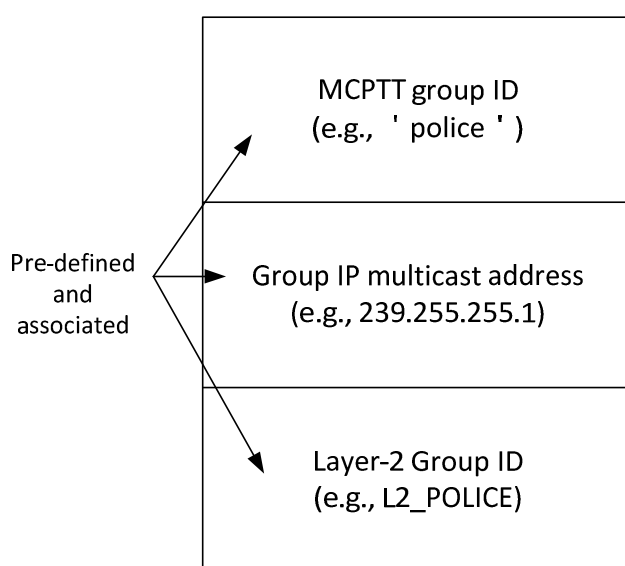 MCPTT group ID
(e.g., ＇police＇)
Pre-defined
and
associated
Group IP multicast address
(e.g., 239.255.255.1)
Layer-2 Group ID
(e.g., L2_POLICE)